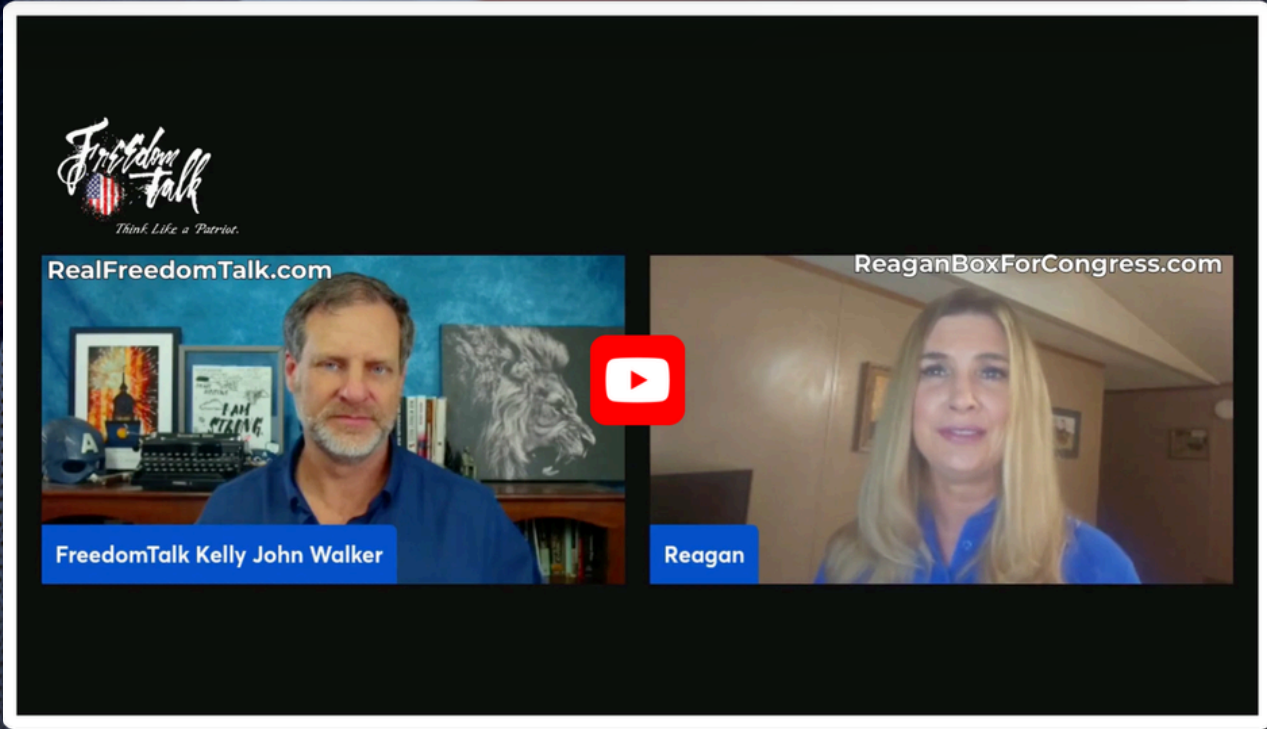 Freedom
Talk
Think Like a Patriot.
RealFreedomTalk.com
ReaganBoxForCongress.com
I AM
STRONG.
A
FreedomTalk Kelly John Walker
Reagan